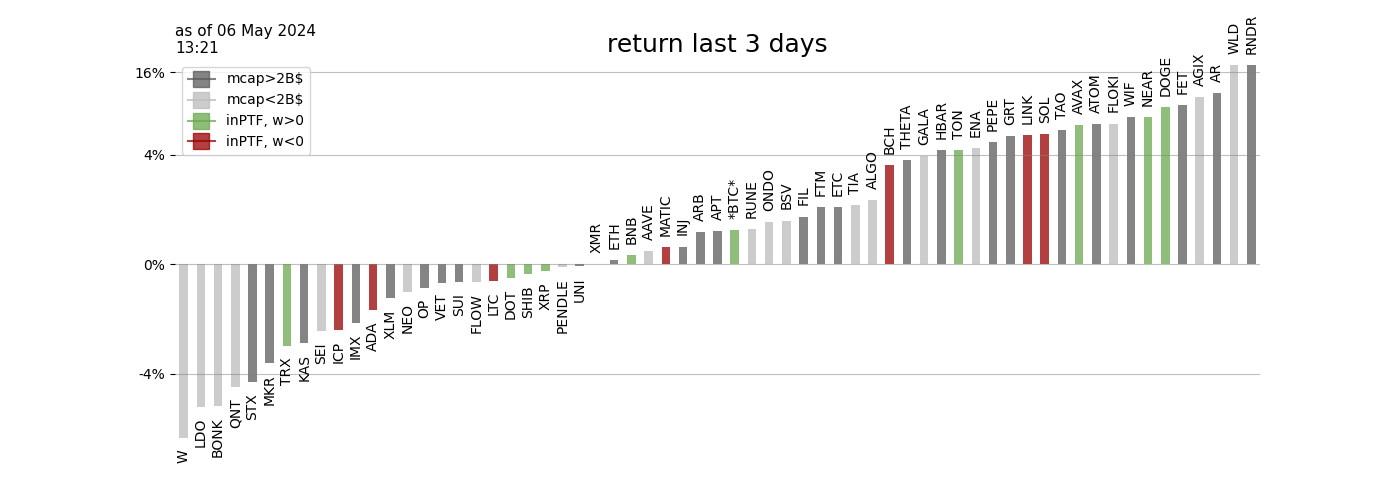 as of 06 May 2024
13:21
return last 3 days
mcap>2B$
mcap<2B$
inPTF, w>0
inPTF, w<0
16%
4%
0%
-4%
W
LDO
BONK
QNT
STX
MKR
TRX
KAS
SEI
ICP
IMX
ADA
XLM
NEO
OP
VET
SUI
FLOW
LTC
DOT
SHIB
XRP
PENDLE
UNI
XMR
ETH
BNB
AAVE
MATIC
INJ
ARB
APT
*BTC*
RUNE
ONDO
BSV
FIL
FTM
ETC
TIA
ALGO
BCH
THETA
GALA
HBAR
TON
ENA
PEPE
GRT
LINK
SOL
TAO
AVAX
ATOM
FLOKI
WIF
NEAR
DOGE
FET
AGIX
AR
WLD
RNDR